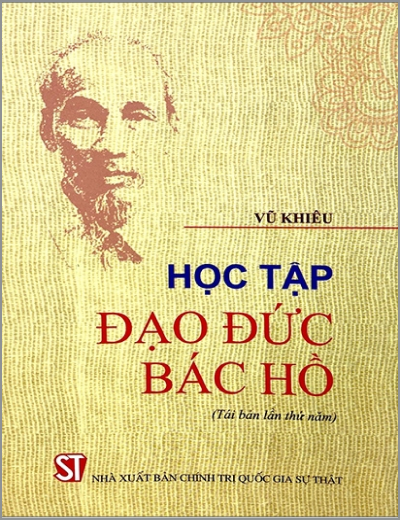 VŨ KHIÊU
HỌC TẬP
ĐẠO ĐỨC
BÁC HỒ
(Tái bản lần thứ năm)
ST
NHÀ XUẤT BẢN CHÍNH TRỊ QUỐC GIA SỰ THẬT